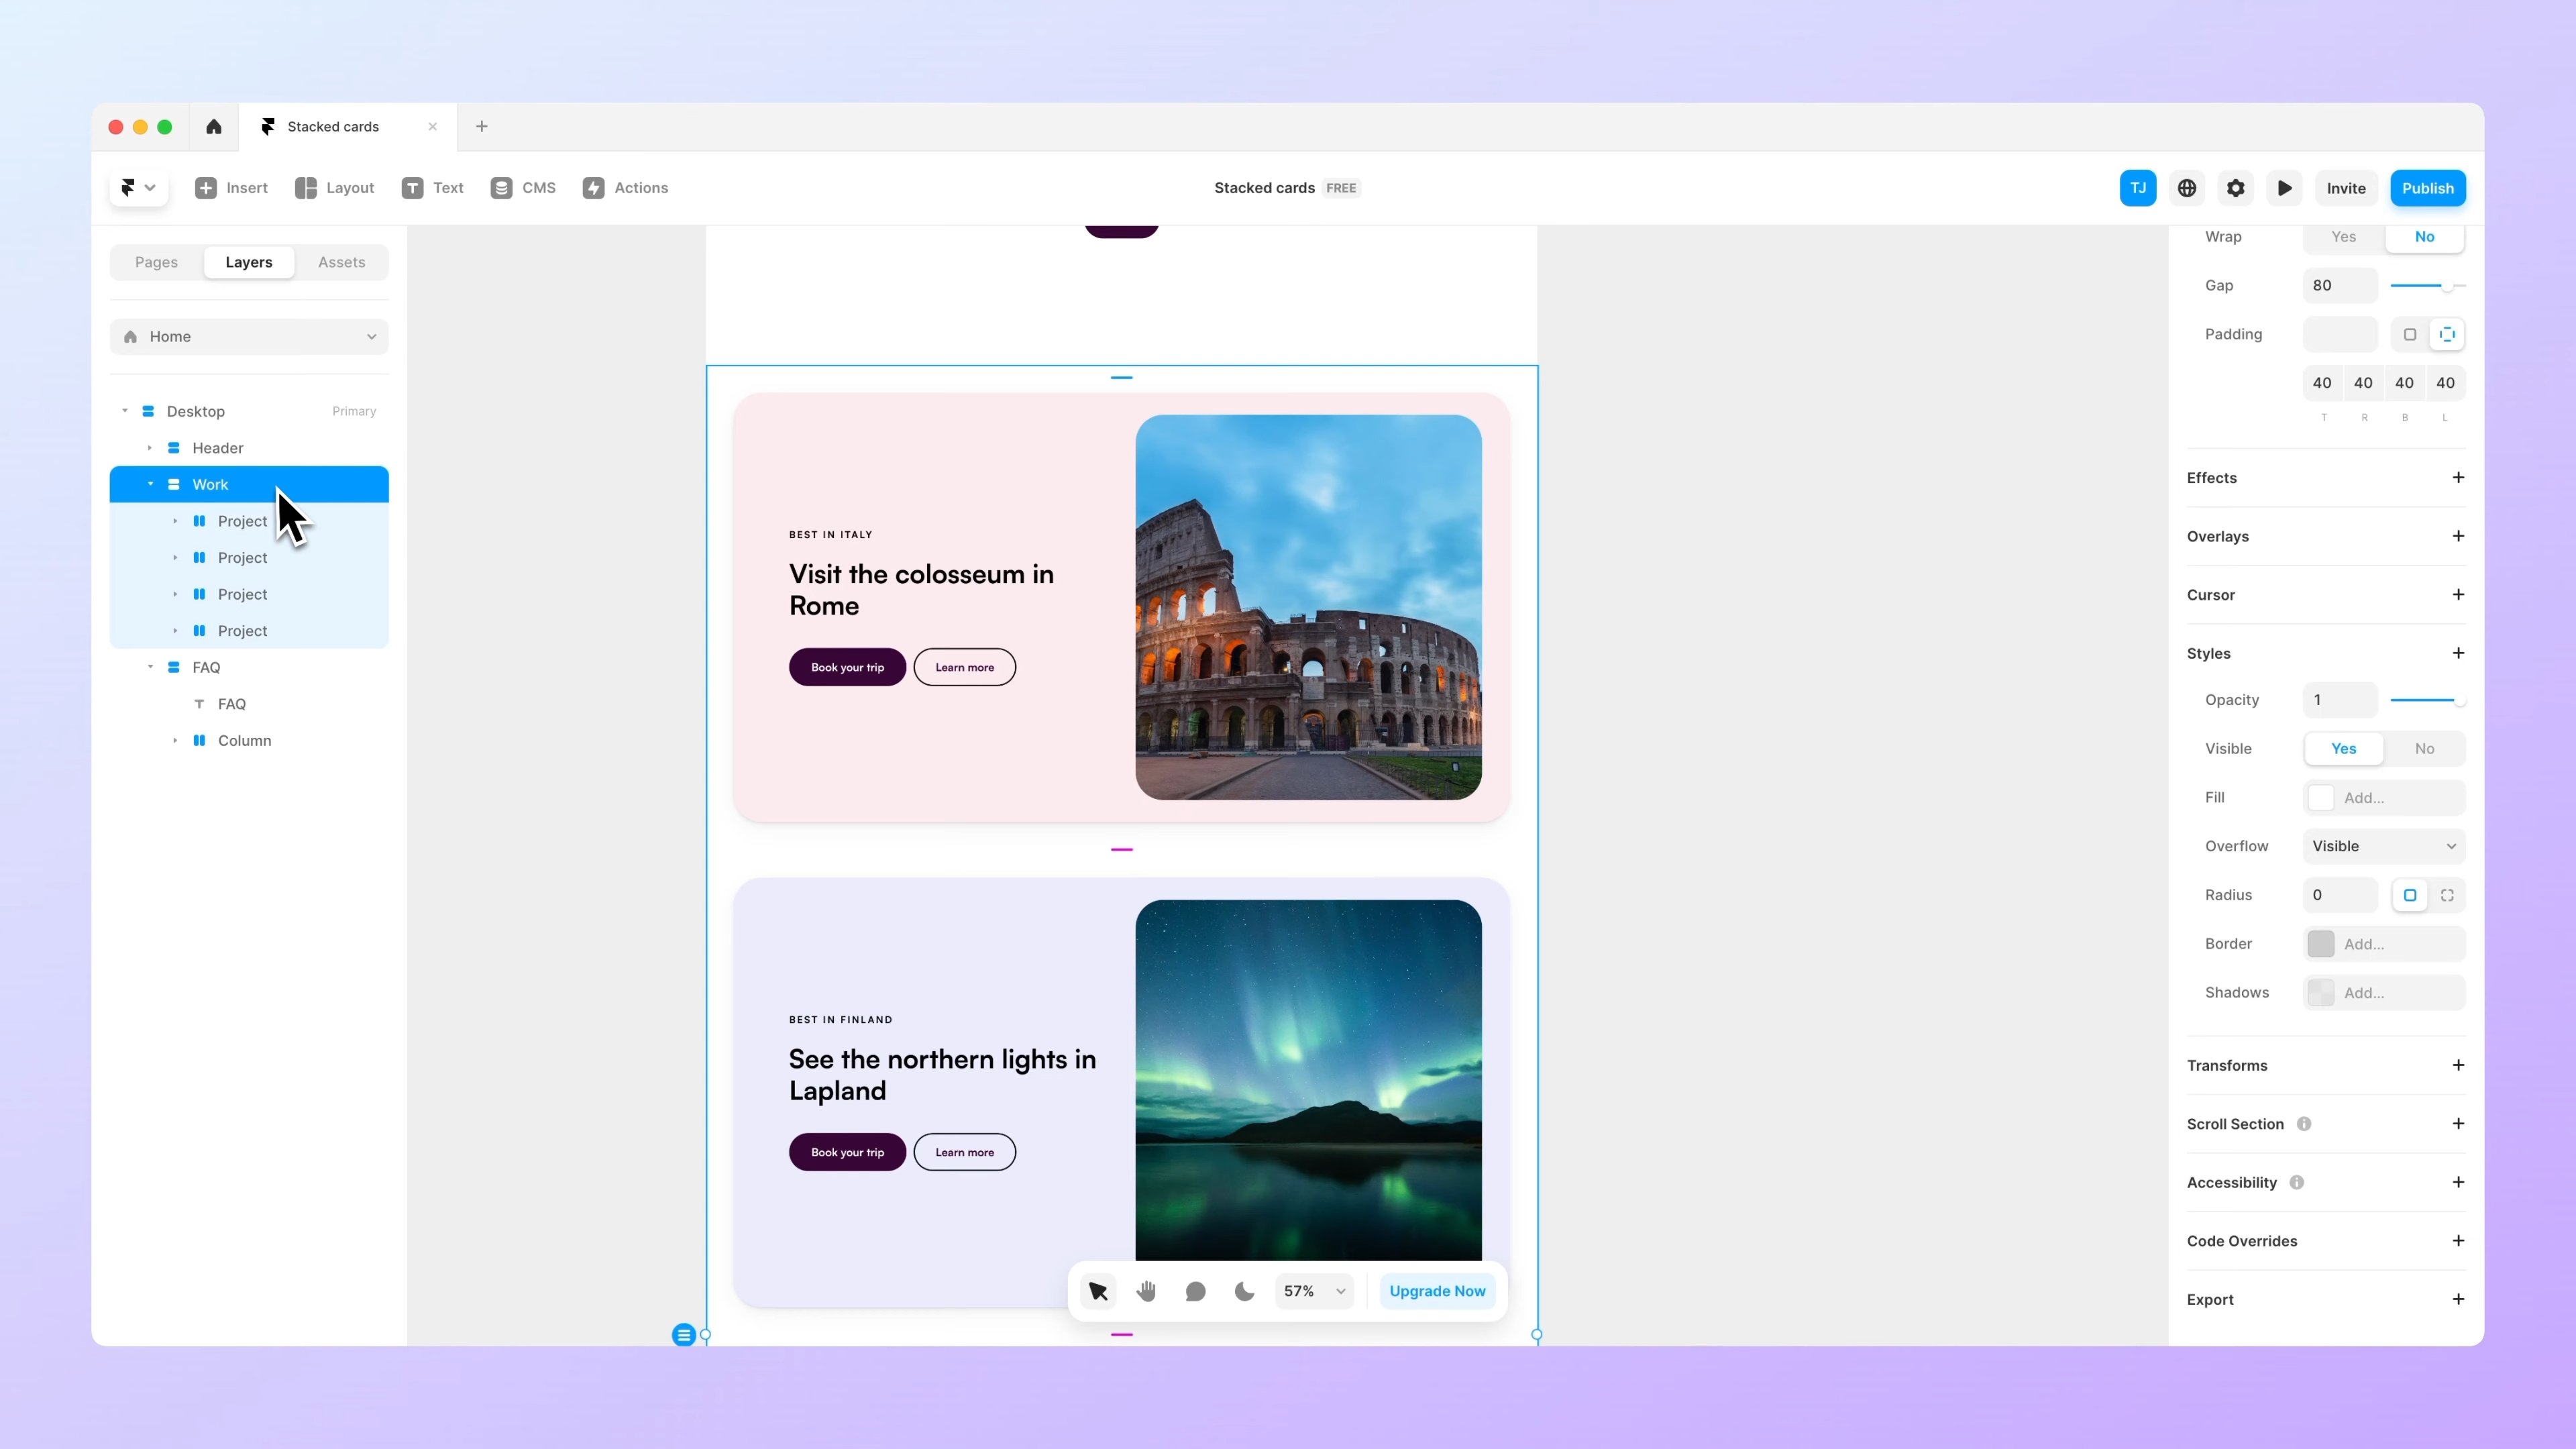 Stacked cards
Insert
Layout
Text
CMS
Actions
Stacked cards FREE
TJ
Invite
Publish
Pages
Layers
Assets
Home
Desktop Primary
Header
Work
Project
Project
Project
Project
FAQ
FAQ
Column
BEST IN ITALY
Visit the colosseum in
Rome
Book your trip
Learn more
BEST IN FINLAND
See the northern lights in
Lapland
Book your trip
Learn more
57%
Upgrade Now
Wrap Yes No
Gap 80
Padding
40 40 40 40
T R B L
Effects
Overlays
Cursor
Styles
Opacity 1
Visible Yes No
Fill Add...
Overflow Visible
Radius 0
Border Add...
Shadows Add...
Transforms
Scroll Section
Accessibility
Code Overrides
Export